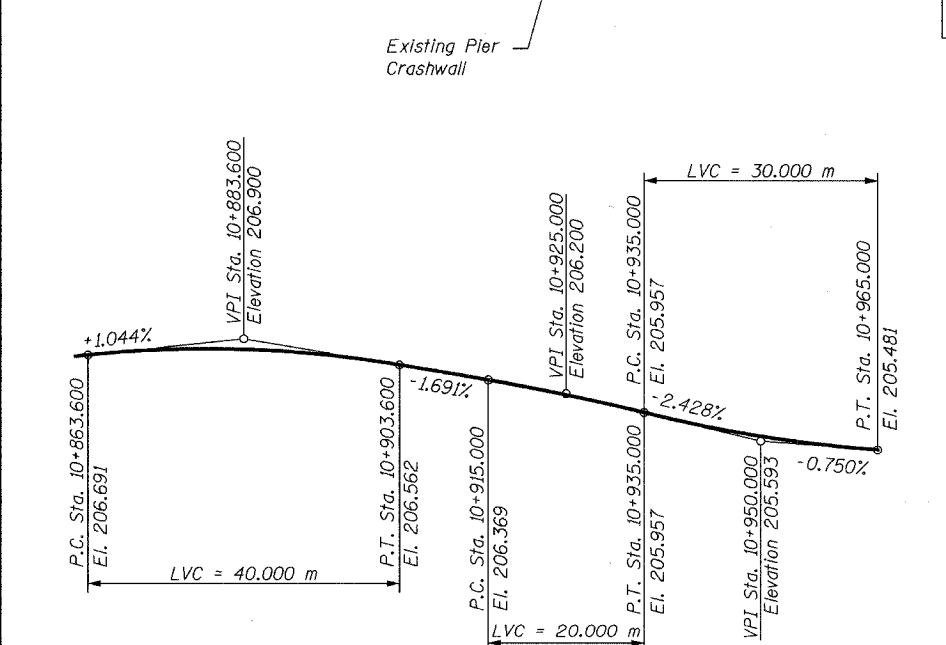 Existing Pier
Crashwall
LVC = 30.000 m
VPI Sta. 10+883.600
Elevation 206.900
VPI Sta. 10+925.000
Elevation 206.200
P.C. Sta. 10+935.000
El. 205.957
P.T. Sta. 10+965.000
El. 205.481
+1.044%
-1.691%
-2.428%
-0.750%
P.C. Sta. 10+863.600
El. 206.691
P.T. Sta. 10+903.600
El. 206.562
P.C. Sta. 10+915.000
El. 206.369
P.T. Sta. 10+935.000
El. 205.957
VPI Sta. 10+950.000
Elevation 205.593
LVC = 40.000 m
LVC = 20.000 m